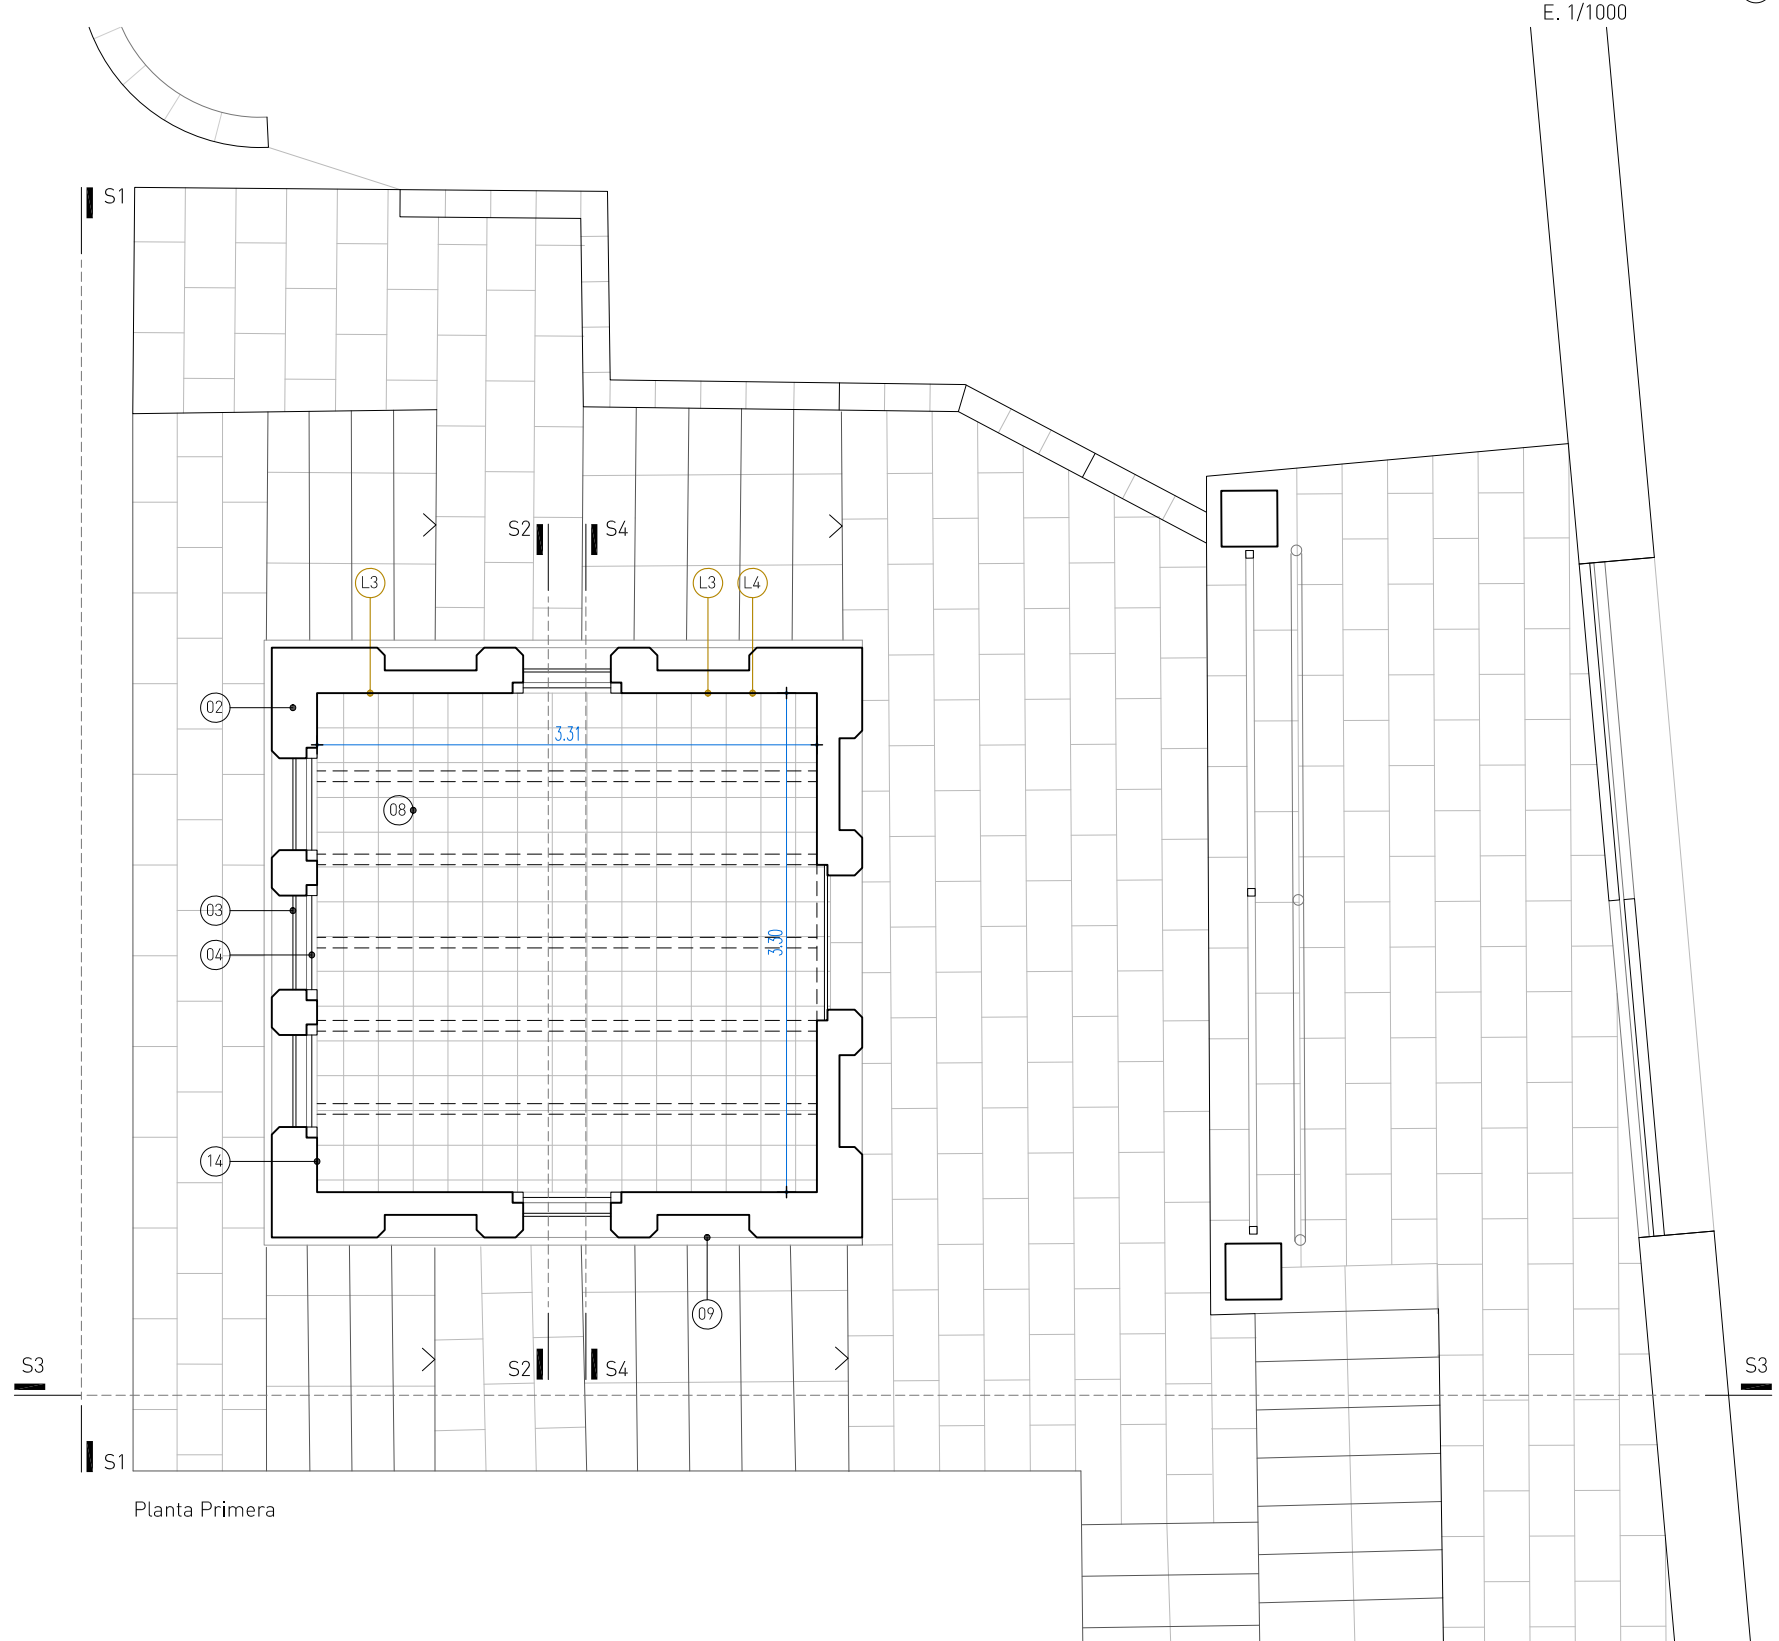 E. 1/1000
S1
S2 S4
L3 L3 L4
02
3.31
08
03
3.30
04
14
09
S3 S2 S4 S3
S1
Planta Primera